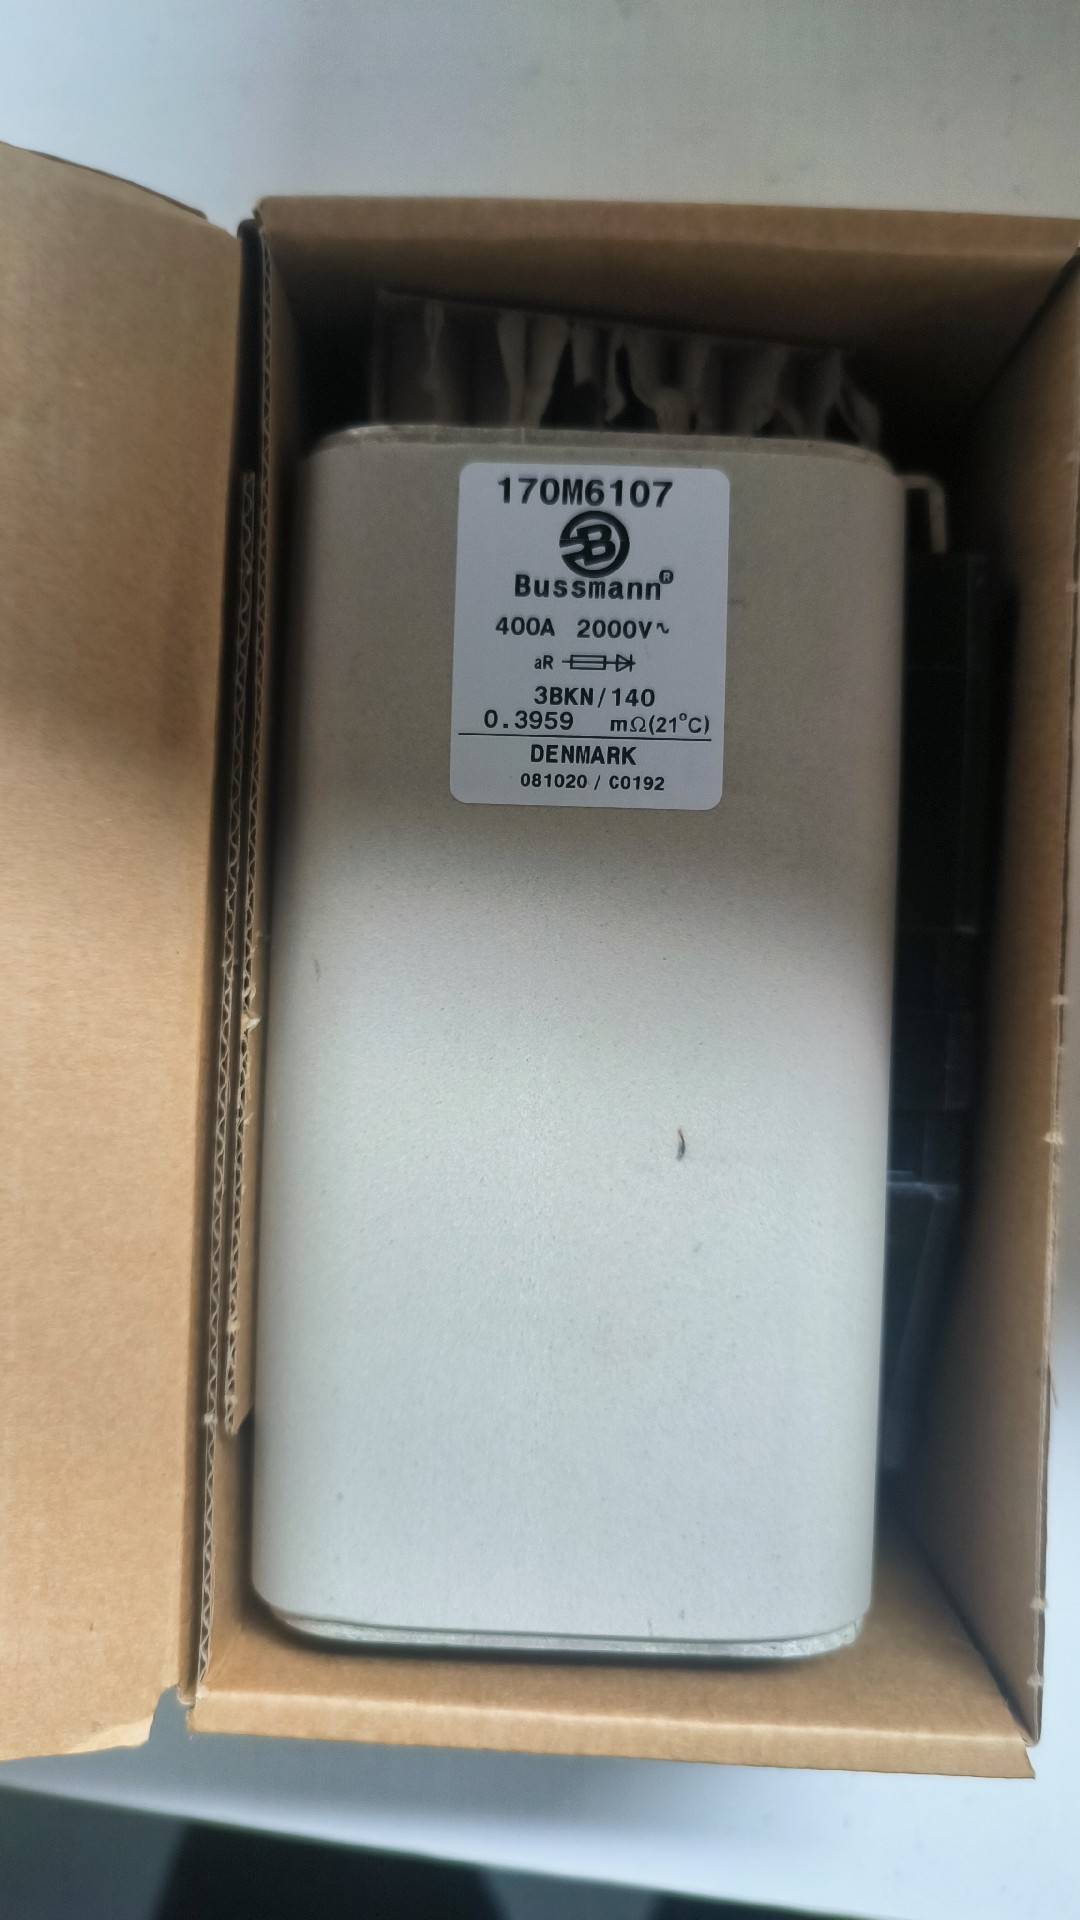 170M6107
B
Bussmann®
400A 2000V~
aR
3BKN/140
0.3959 mΩ(21°C)
DENMARK
081020 / C0192